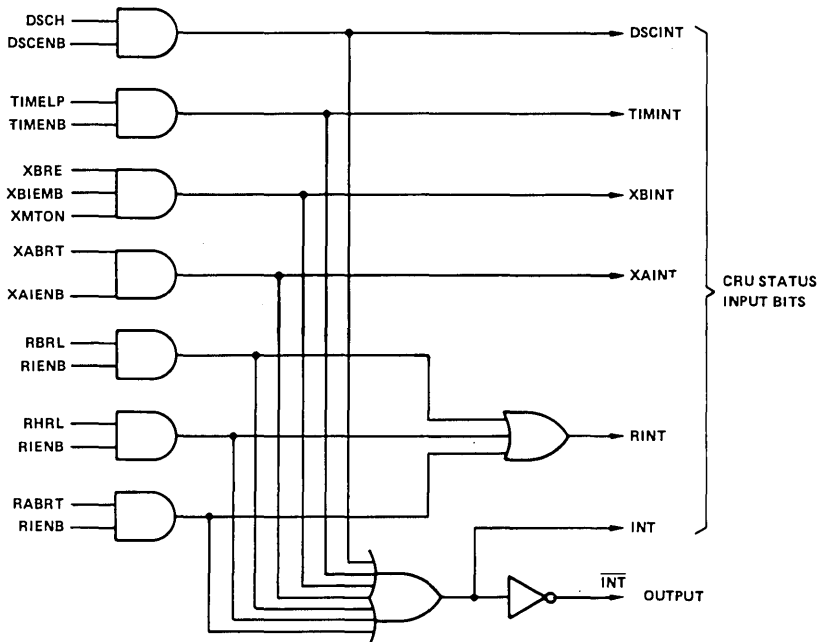 DSCH
DSCENB
DSCINT
TIMELP
TIMENB
TIMINT
XBRE
XBIEMB
XMTON
XBINT
XABRT
XAIENB
XAINT
CRU STATUS
INPUT BITS
RBRL
RIENB
RHRL
RIENB
RINT
RABRT
RIENB
INT
INT
OUTPUT